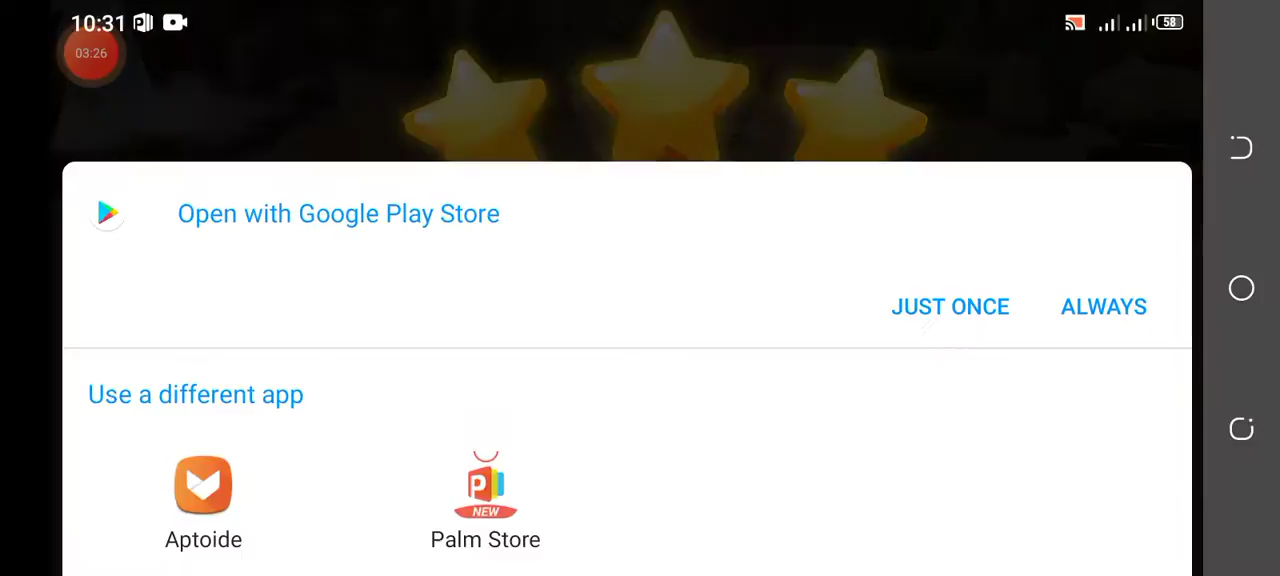 10:31
58
03:26
Open with Google Play Store
JUST ONCE ALWAYS
Use a different app
P
NEW
Aptoide Palm Store